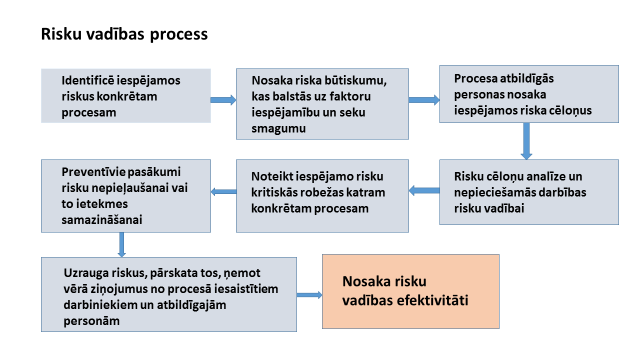 Risku vadības process
Identificē iespējamos
riskus konkrētam
procesam
Nosaka riska būtiskumu,
kas balstās uz faktoru
iespējamību un seku
smagumu
Procesa atbildīgās
personas nosaka
iespējamos riska cēloņus
Risku cēloņu analīze un
nepieciešamās darbības
risku vadībai
Noteikt iespējamo risku
kritiskās robežas katram
konkrētam procesam
Preventīvie pasākumi
risku nepieļaušanai vai
to ietekmes
samazināšanai
Uzrauga riskus, pārskata tos, ņemot
vērā ziņojumus no procesā iesaistītiem
darbiniekiem un atbildīgajām
personām
Nosaka risku
vadības efektivitāti